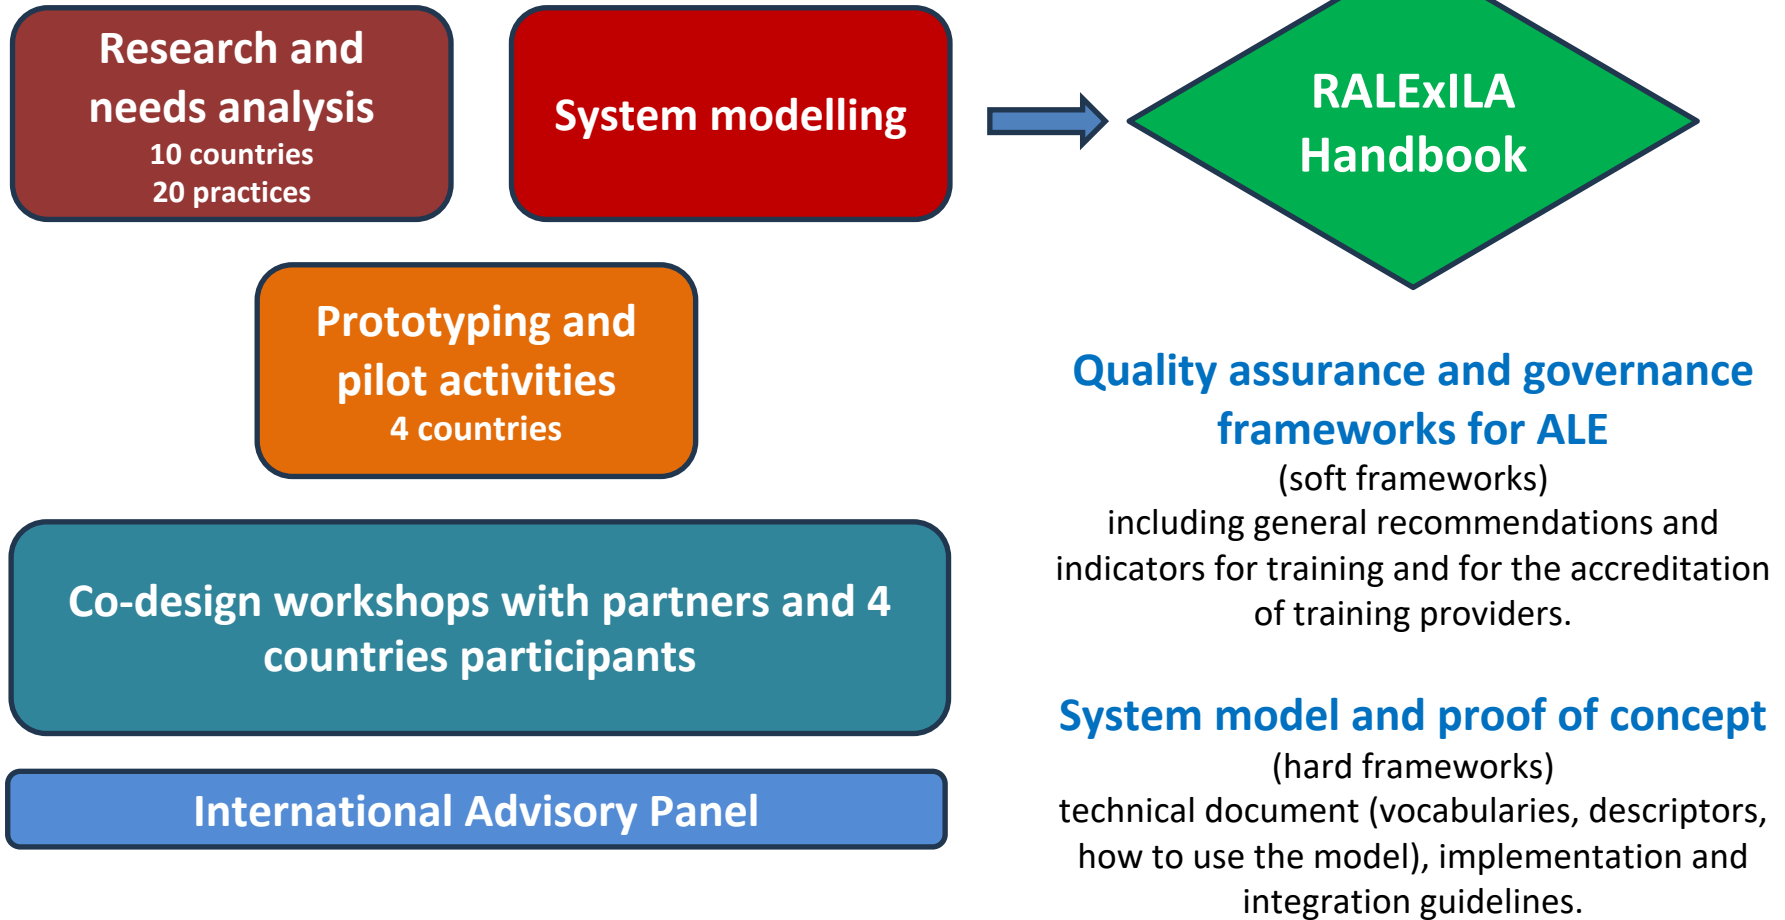 Research and
needs analysis
10 countries
20 practices
System modelling
RALExILA
Handbook
Prototyping and
pilot activities
4 countries
Co-design workshops with partners and 4
countries participants
International Advisory Panel
Quality assurance and governance
frameworks for ALE
(soft frameworks)
including general recommendations and
indicators for training and for the accreditation
of training providers.
System model and proof of concept
(hard frameworks)
technical document (vocabularies, descriptors,
how to use the model), implementation and
integration guidelines.